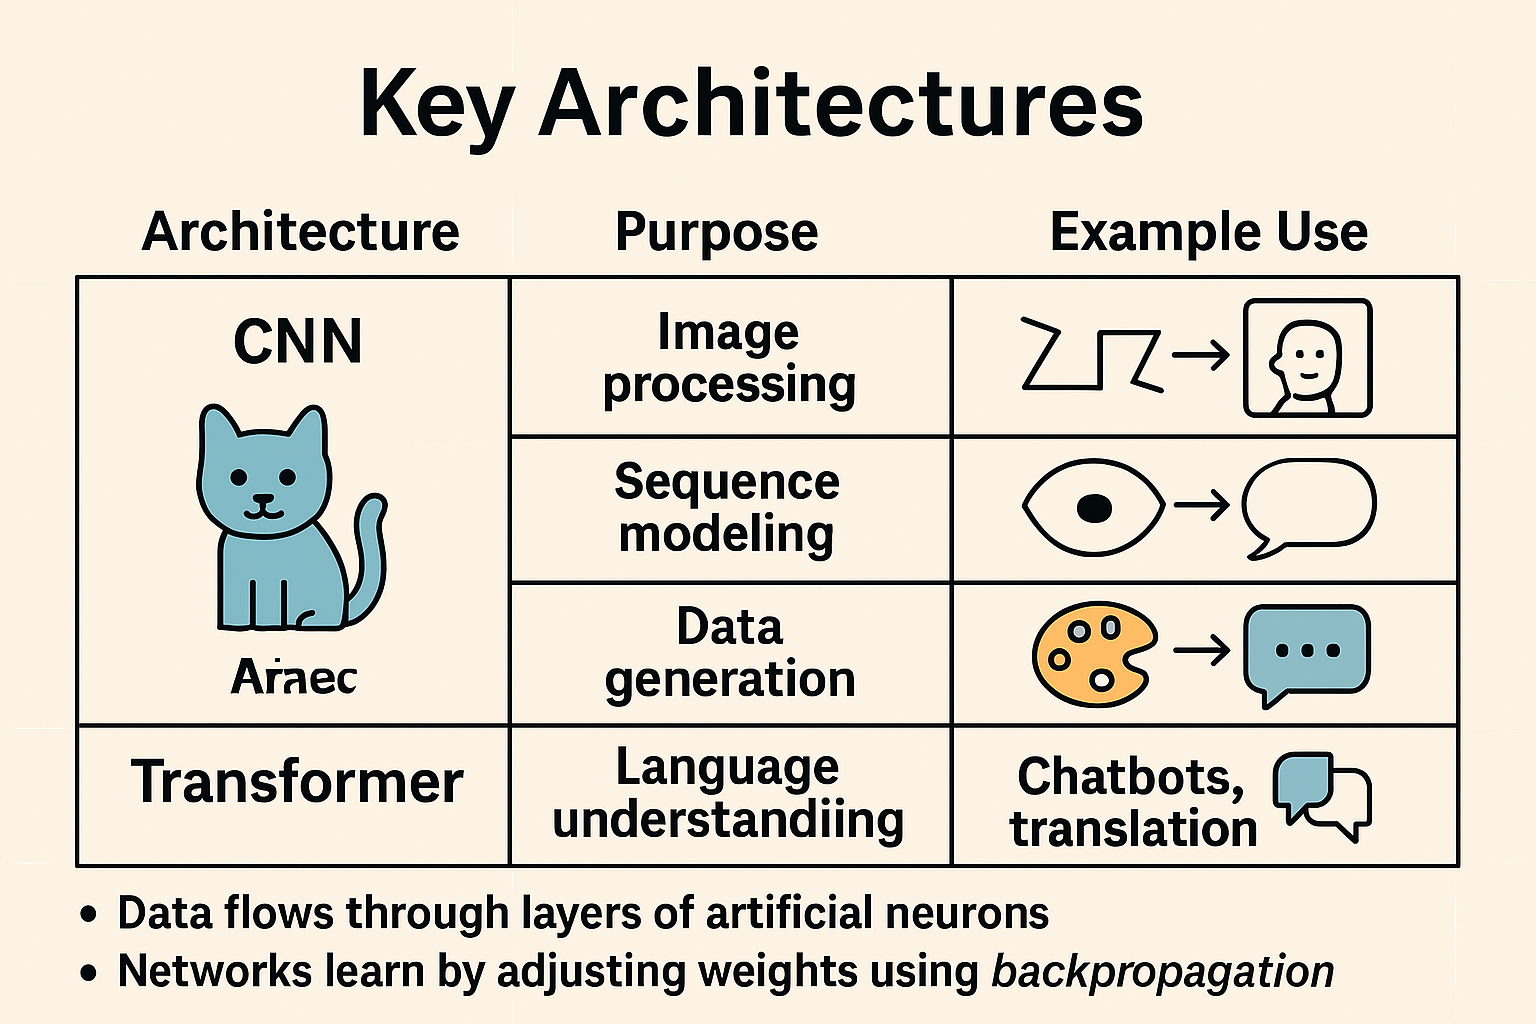 Key Architectures
Architecture Purpose Example Use
CNN
Image
processing
Sequence
modeling
Data
generation
Transformer
Language
understandiing
Chatbots,
translation
• Data flows through layers of artificial neurons
• Networks learn by adjusting weights using backpropagation